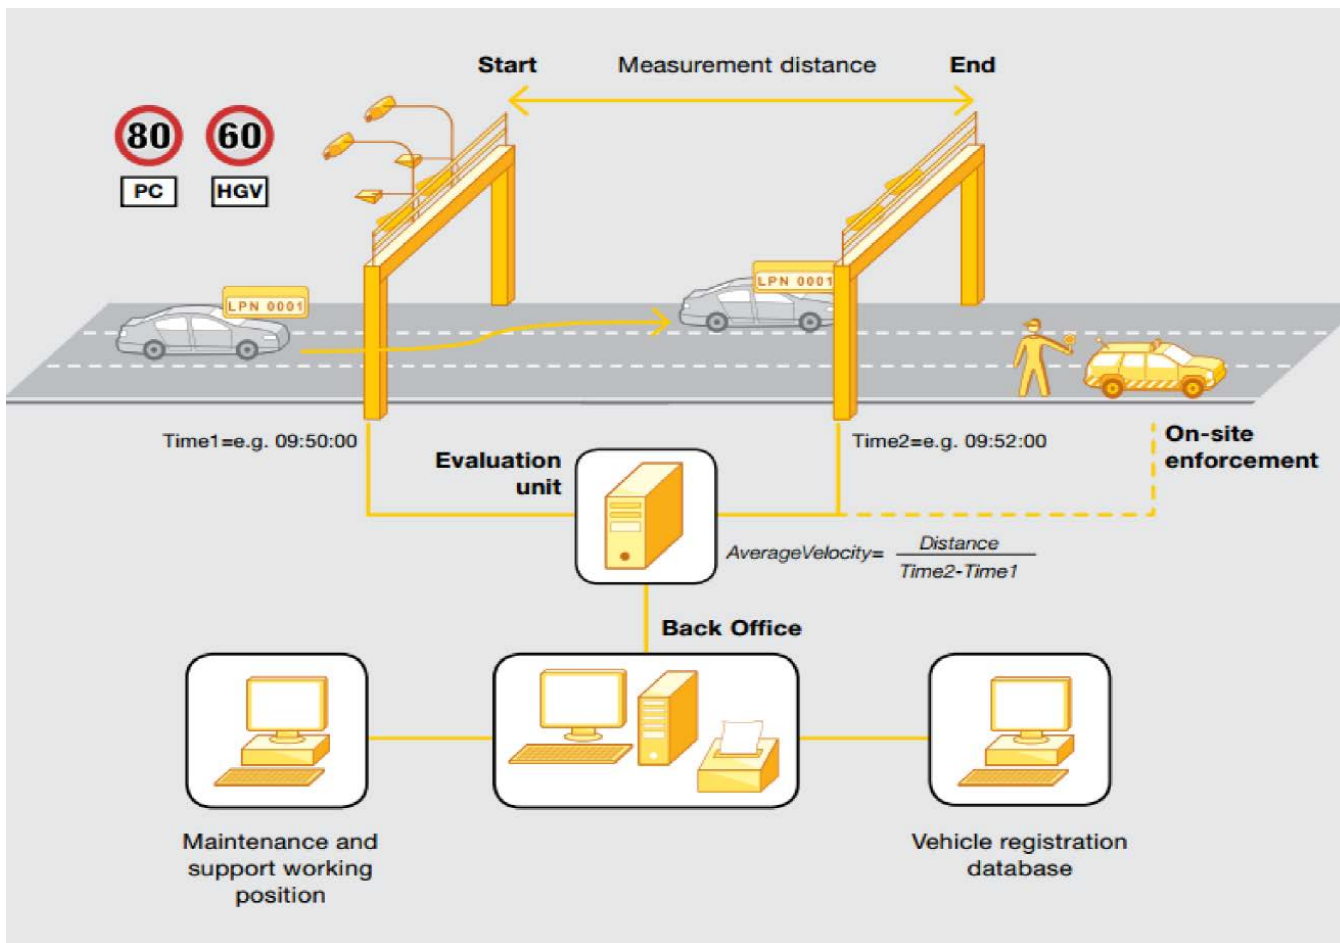 Start Measurement distance End
80 60
PC HGV
LPN 0001
LPN 0001
Time1=e.g. 09:50:00
Time2=e.g. 09:52:00
On-site
enforcement
Evaluation
unit
AverageVelocity= Distance
Time2-Time1
Back Office
Maintenance and
support working
position
Vehicle registration
database